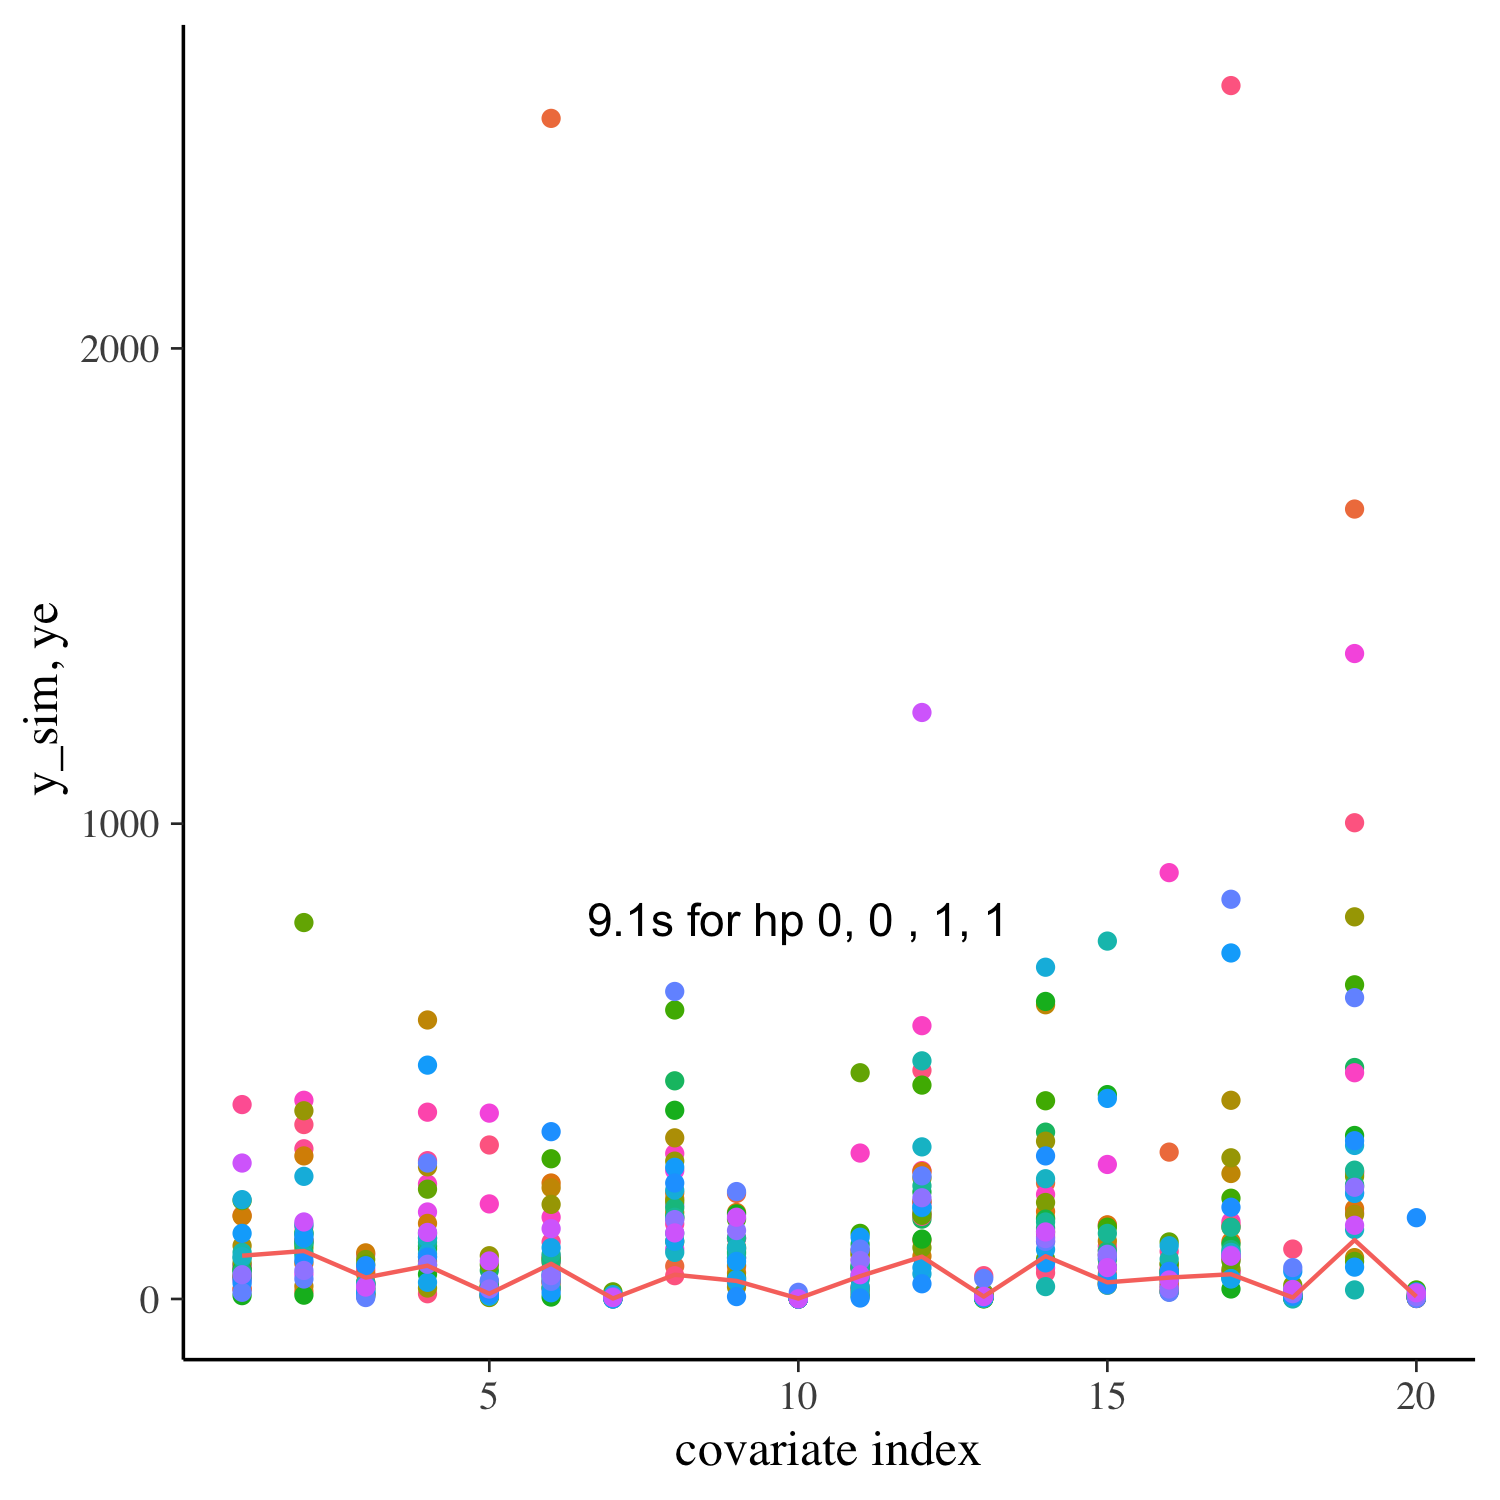 2000
1000
0
y_sim, ye
9.1s for hp 0, 0 , 1, 1
5
10
15
20
covariate index